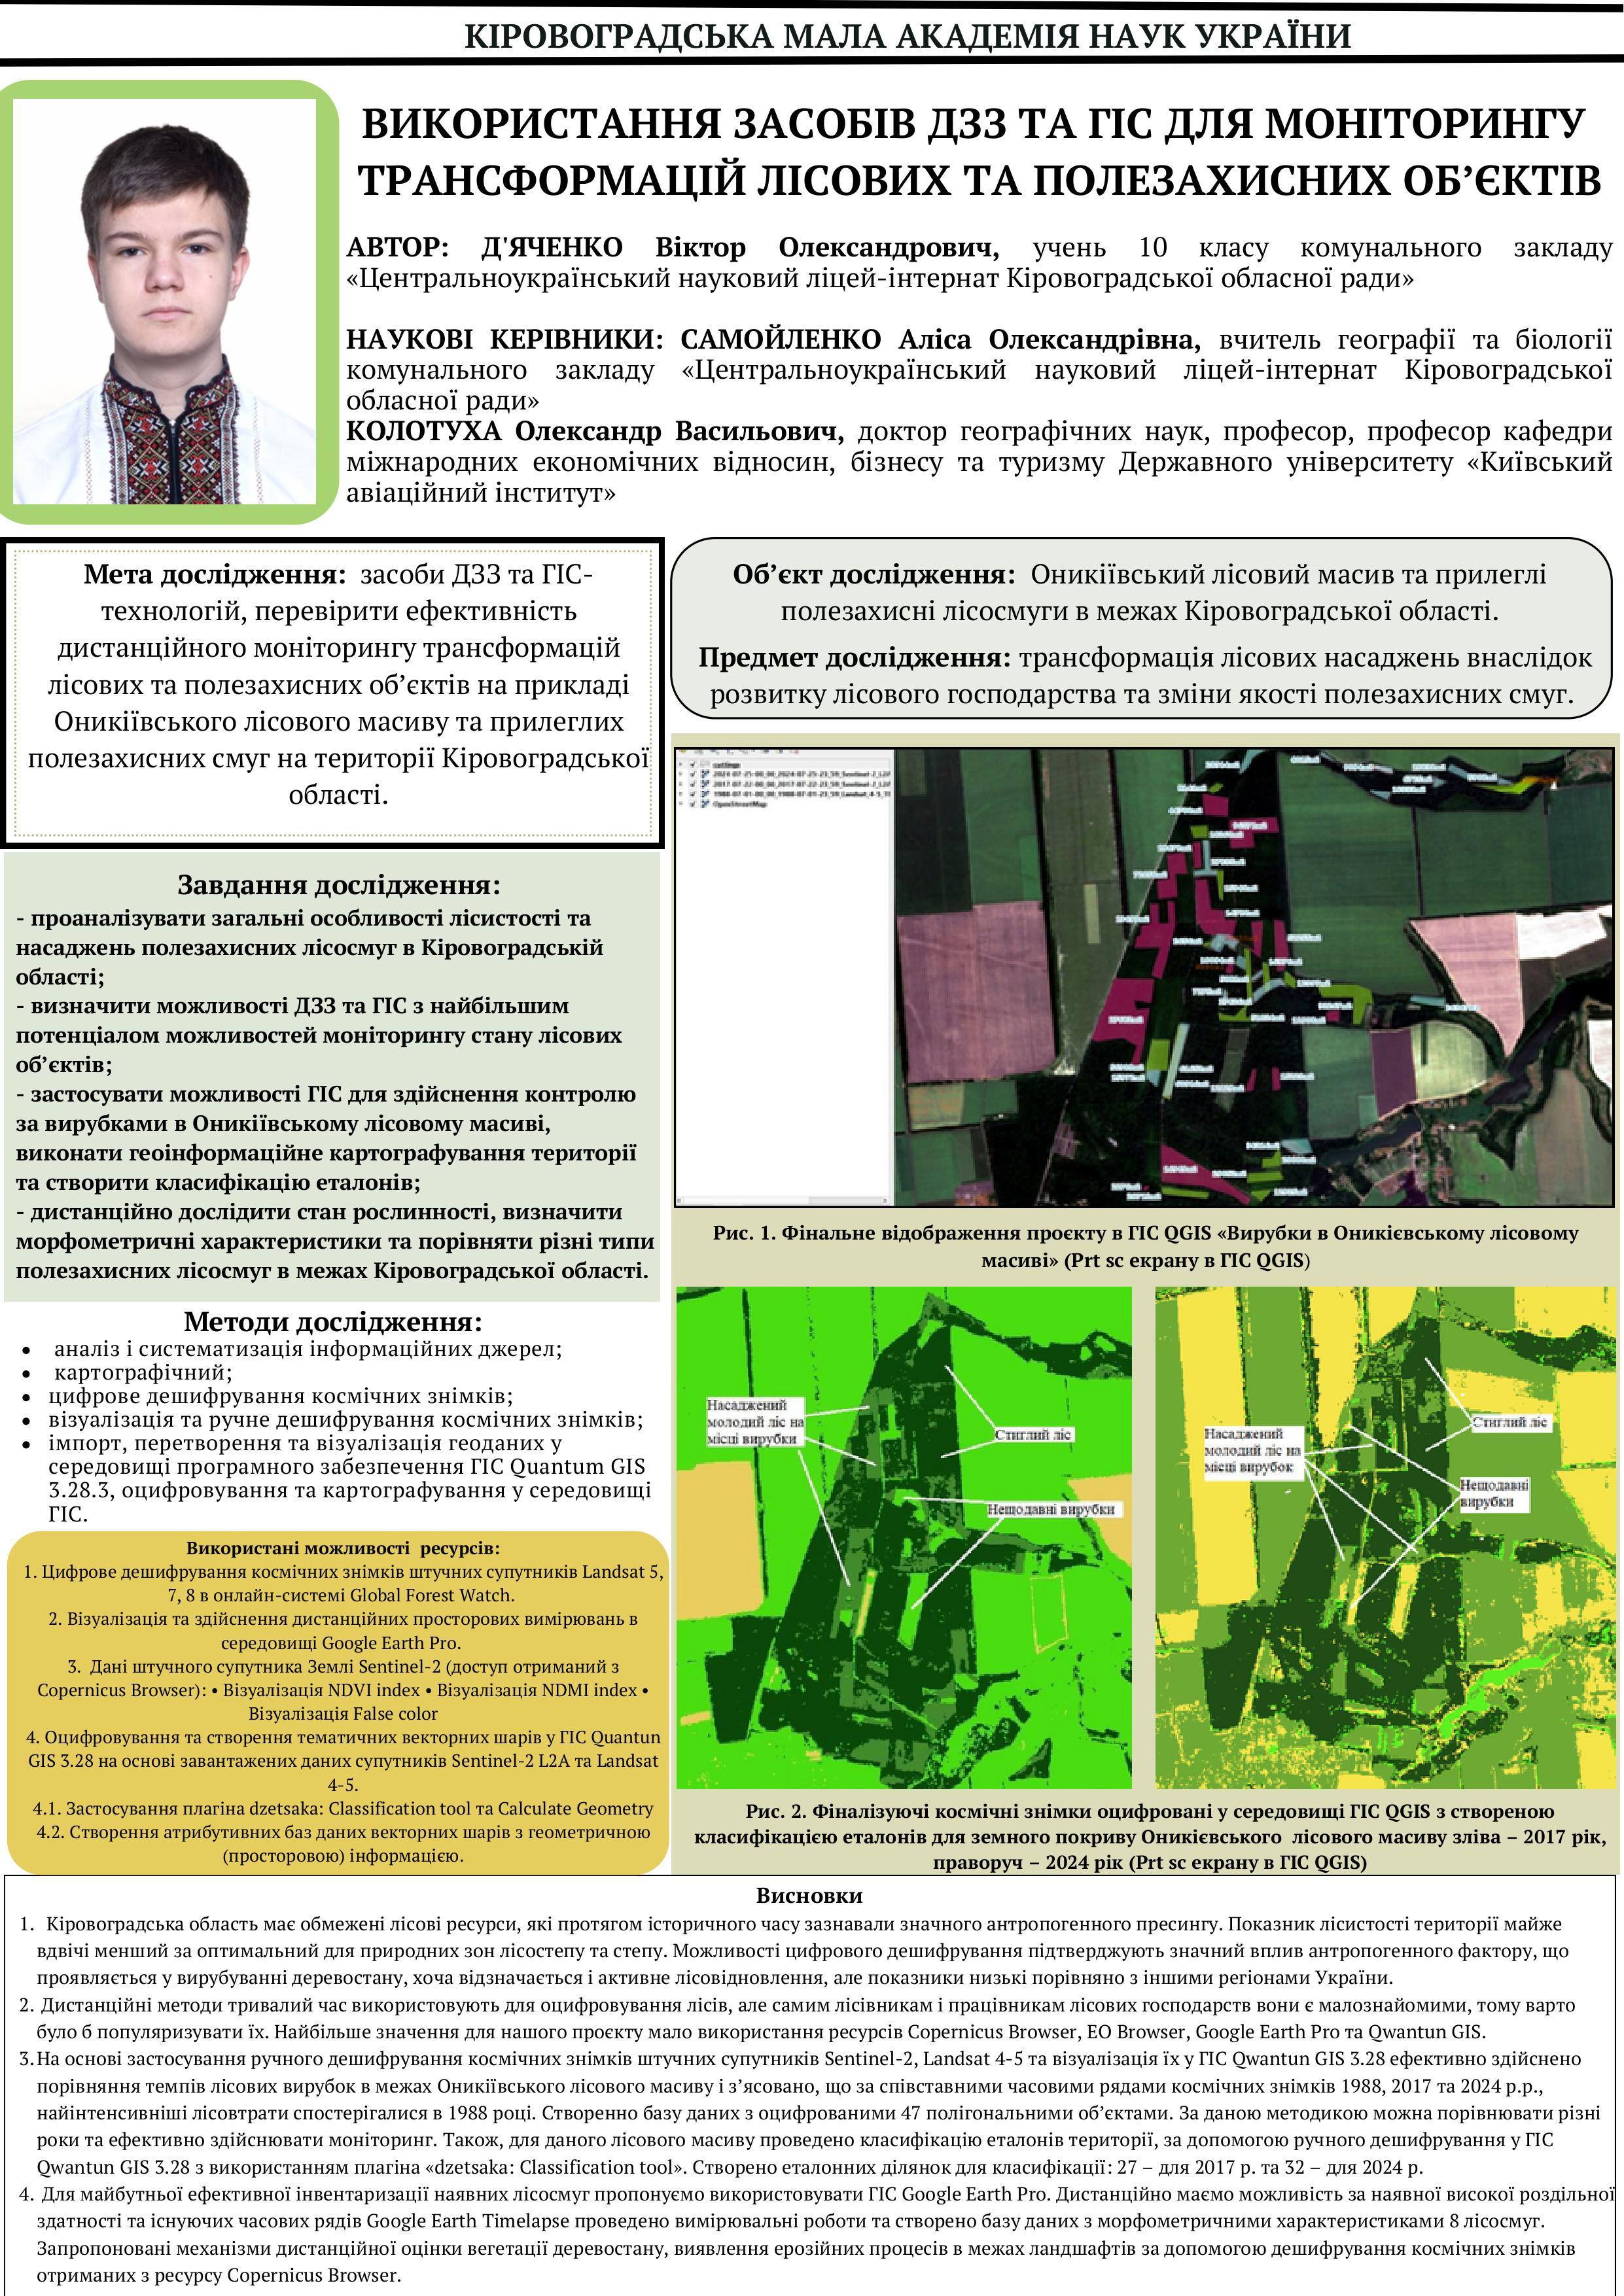 КІРОВОГРАДСЬКА МАЛА АКАДЕМІЯ НАУК УКРАЇНИ
ВИКОРИСТАННЯ ЗАСОБІВ ДЗЗ ТА ГІС ДЛЯ МОНІТОРИНГУ
ТРАНСФОРМАЦІЙ ЛІСОВИХ ТА ПОЛЕЗАХИСНИХ ОБ’ЄКТІВ
АВТОР: Д'ЯЧЕНКО Віктор Олександрович, учень 10 класу комунального закладу
«Центральноукраїнський науковий ліцей-інтернат Кіровоградської обласної ради»
НАУКОВІ КЕРІВНИКИ: САМОЙЛЕНКО Аліса Олександрівна, вчитель географії та біології
комунального закладу «Центральноукраїнський науковий ліцей-інтернат Кіровоградської
обласної ради»
КОЛОТУХА Олександр Васильович, доктор географічних наук, професор, професор кафедри
міжнародних економічних відносин, бізнесу та туризму Державного університету «Київський
авіаційний інститут»
Мета дослідження: засоби ДЗЗ та ГІС-
технологій, перевірити ефективність
дистанційного моніторингу трансформацій
лісових та полезахисних об’єктів на прикладі
Оникіївського лісового масиву та прилеглих
полезахисних смуг на території Кіровоградської
області.
Об’єкт дослідження: Оникіївський лісовий масив та прилеглі
полезахисні лісосмуги в межах Кіровоградської області.
Предмет дослідження: трансформація лісових насаджень внаслідок
розвитку лісового господарства та зміни якості полезахисних смуг.
Завдання дослідження:
- проаналізувати загальні особливості лісистості та
насаджень полезахисних лісосмуг в Кіровоградській
області;
- визначити можливості ДЗЗ та ГІС з найбільшим
потенціалом можливостей моніторингу стану лісових
об’єктів;
- застосувати можливості ГІС для здійснення контролю
за вирубками в Оникіївському лісовому масиві,
виконати геоінформаційне картографування території
та створити класифікацію еталонів;
- дистанційно дослідити стан рослинності, визначити
морфометричні характеристики та порівняти різні типи
полезахисних лісосмуг в межах Кіровоградської області.
Методи дослідження:
• аналіз і систематизація інформаційних джерел;
• картографічний;
• цифрове дешифрування космічних знімків;
• візуалізація та ручне дешифрування космічних знімків;
• імпорт, перетворення та візуалізація геоданих у
середовищі програмного забезпечення ГІС Quantum GIS
3.28.3, оцифровування та картографування у середовищі
ГІС.
Використані можливості ресурсів:
1. Цифрове дешифрування космічних знімків штучних супутників Landsat 5,
7, 8 в онлайн-системі Global Forest Watch.
2. Візуалізація та здійснення дистанційних просторових вимірювань в
середовищі Google Earth Pro.
3. Дані штучного супутника Землі Sentinel-2 (доступ отриманий з
Copernicus Browser): • Візуалізація NDVI index • Візуалізація NDMI index •
Візуалізація False color
4. Оцифровування та створення тематичних векторних шарів у ГІС Quantun
GIS 3.28 на основі завантажених даних супутників Sentinel-2 L2A та Landsat
4-5.
4.1. Застосування плагіна dzetsaka: Classification tool та Calculate Geometry
4.2. Створення атрибутивних баз даних векторних шарів з геометричною
(просторовою) інформацією.
cuttings
OpenStreetMap
Рис. 1. Фінальне відображення проєкту в ГІС QGIS «Вирубки в Оникієвському лісовому
масиві» (Prt sc екрану в ГІС QGIS)
Насаджений
молодий ліс на
місці вирубки
Стиглий ліс
Нещодавні вирубки
Насаджений
молодий ліс на
місці вирубок
Стиглий ліс
Нещодавні
вирубки
Рис. 2. Фіналізуючі космічні знімки оцифровані у середовищі ГІС QGIS з створеною
класифікацією еталонів для земного покриву Оникієвського лісового масиву зліва – 2017 рік,
праворуч – 2024 рік (Prt sc екрану в ГІС QGIS)
Висновки
1. Кіровоградська область має обмежені лісові ресурси, які протягом історичного часу зазнавали значного антропогенного пресингу. Показник лісистості території майже
вдвічі менший за оптимальний для природних зон лісостепу та степу. Можливості цифрового дешифрування підтверджують значний вплив антропогенного фактору, що
проявляється у вирубуванні деревостану, хоча відзначається і активне лісовідновлення, але показники низькі порівняно з іншими регіонами України.
2. Дистанційні методи тривалий час використовують для оцифровування лісів, але самим лісівникам і працівникам лісових господарств вони є малознайомими, тому варто
було б популяризувати їх. Найбільше значення для нашого проєкту мало використання ресурсів Copernicus Browser, EO Browser, Google Earth Pro та Qwantun GIS.
3. На основі застосування ручного дешифрування космічних знімків штучних супутників Sentinel-2, Landsat 4-5 та візуалізація їх у ГІС Qwantun GIS 3.28 ефективно здійснено
порівняння темпів лісових вирубок в межах Оникіївського лісового масиву і з’ясовано, що за співставними часовими рядами космічних знімків 1988, 2017 та 2024 р.р.,
найінтенсивніші лісовтрати спостерігалися в 1988 році. Створенно базу даних з оцифрованими 47 полігональними об’єктами. За даною методикою можна порівнювати різні
роки та ефективно здійснювати моніторинг. Також, для даного лісового масиву проведено класифікацію еталонів території, за допомогою ручного дешифрування у ГІС
Qwantun GIS 3.28 з використанням плагіна «dzetsaka: Classification tool». Створено еталонних ділянок для класифікації: 27 – для 2017 р. та 32 – для 2024 р.
4. Для майбутньої ефективної інвентаризації наявних лісосмуг пропонуємо використовувати ГІС Google Earth Pro. Дистанційно маємо можливість за наявної високої роздільної
здатності та існуючих часових рядів Google Earth Timelapse проведено вимірювальні роботи та створено базу даних з морфометричними характеристиками 8 лісосмуг.
Запропоновані механізми дистанційної оцінки вегетації деревостану, виявлення ерозійних процесів в межах ландшафтів за допомогою дешифрування космічних знімків
отриманих з ресурсу Copernicus Browser.